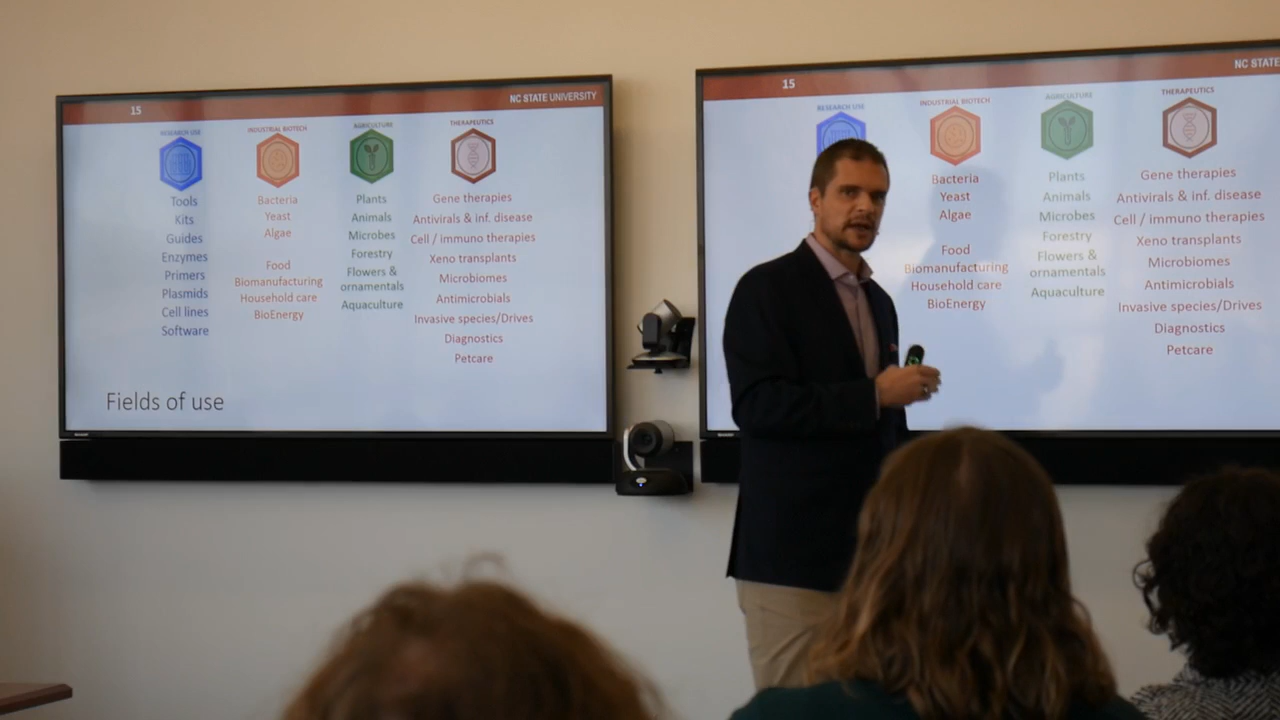 15
NC STATE UNIVERSITY
RESEARCH USE
Tools
Kits
Guides
Enzymes
Primers
Plasmids
Cell lines
Software
INDUSTRIAL BIOTECH
Bacteria
Yeast
Algae
Food
Biomanufacturing
Household care
BioEnergy
AGRICULTURE
Plants
Animals
Microbes
Forestry
Flowers &
ornamentals
Aquaculture
THERAPEUTICS
Gene therapies
Antivirals & inf. disease
Cell / immuno therapies
Xeno transplants
Microbiomes
Antimicrobials
Invasive species/Drives
Diagnostics
Petcare
Fields of use
15
NC STATE
RESEARCH USE
INDUSTRIAL BIOTECH
Bacteria
Yeast
Algae
Food
Biomanufacturing
Household care
BioEnergy
AGRICULTURE
Plants
Animals
Microbes
Forestry
Flowers &
ornamentals
Aquaculture
THERAPEUTICS
Gene therapies
Antivirals & inf. disease
Cell / immuno therapies
Xeno transplants
Microbiomes
Antimicrobials
Invasive species/Drives
Diagnostics
Petcare